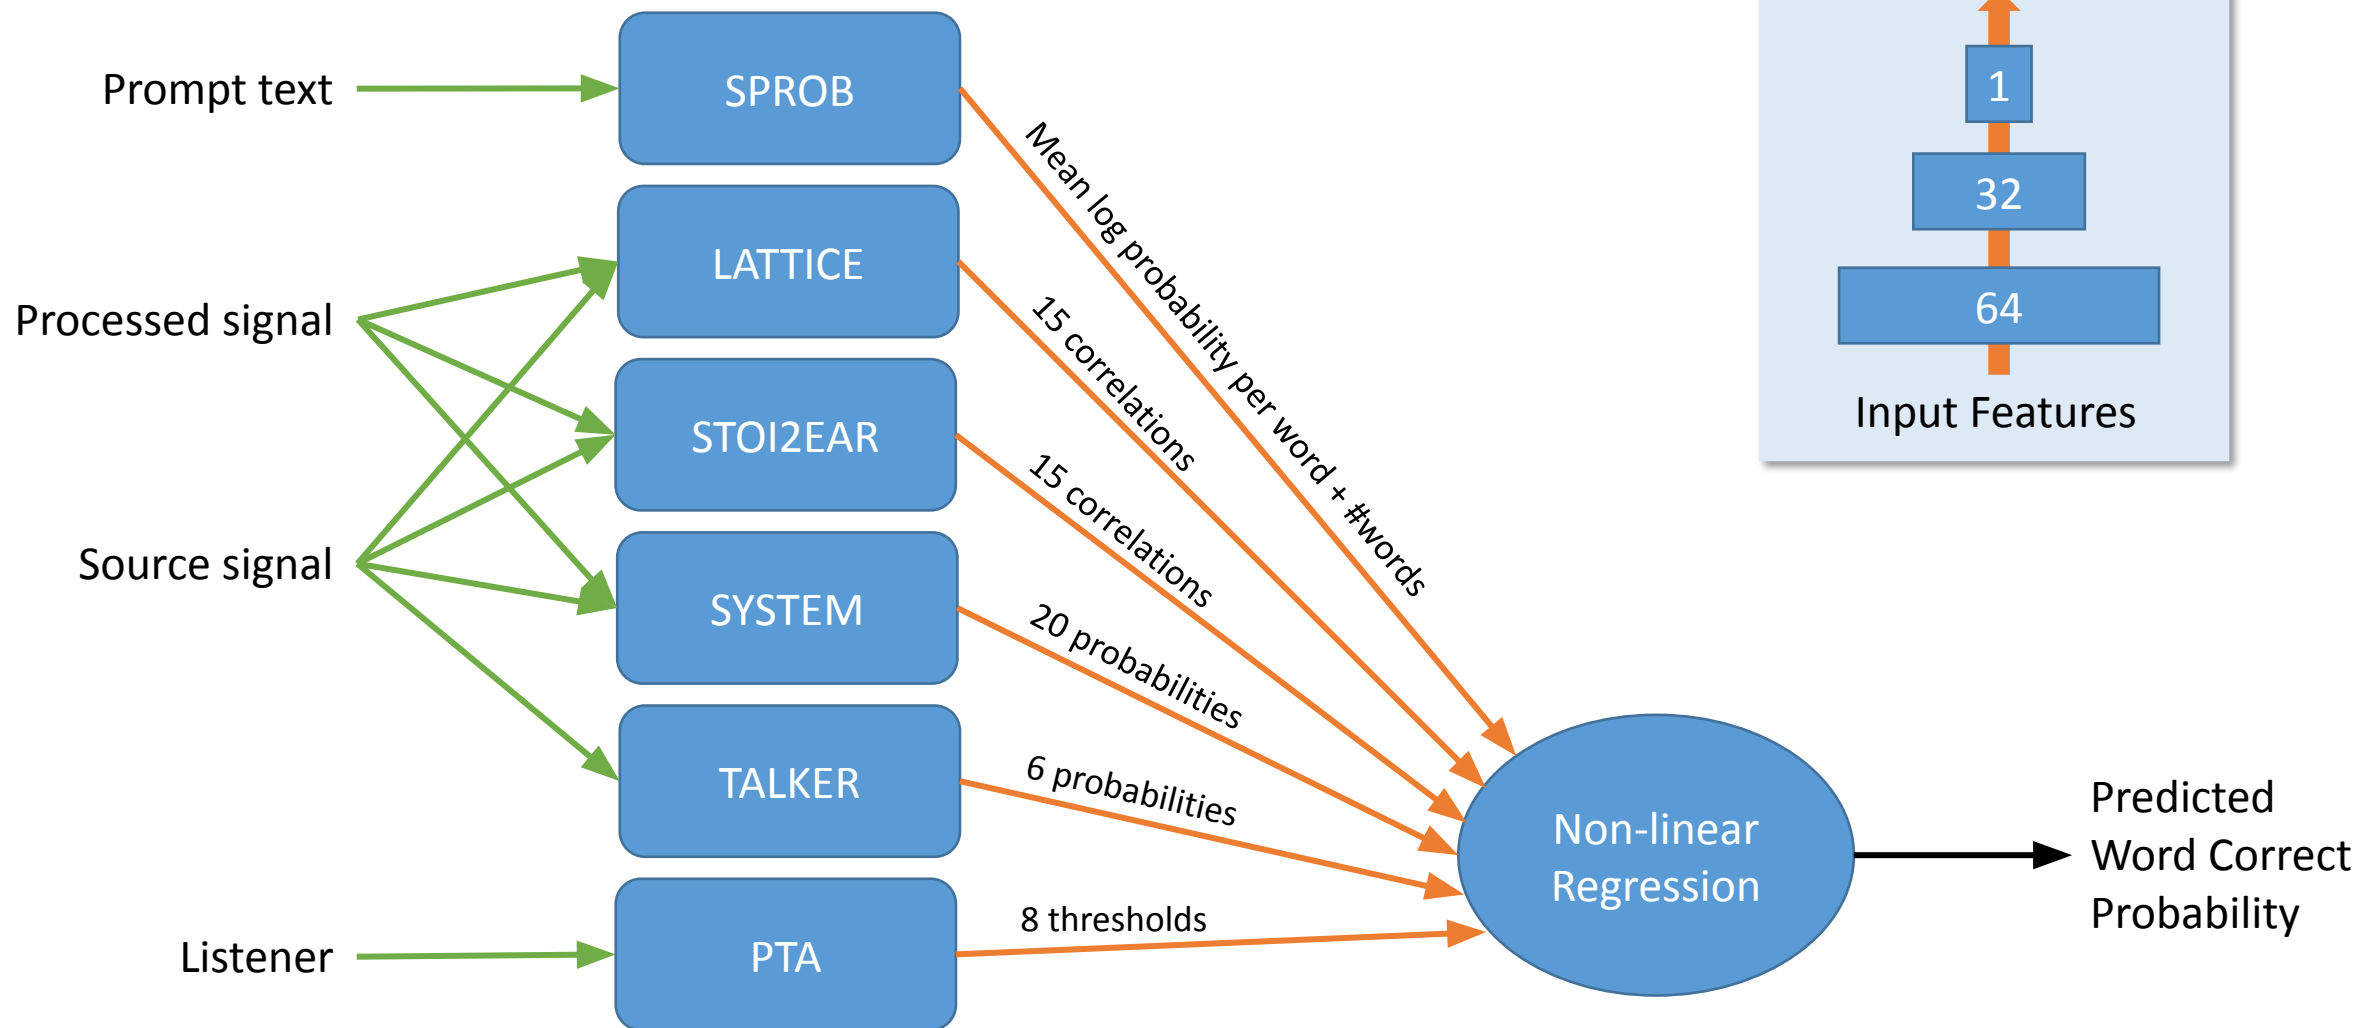 Prompt text
Processed signal
Source signal
Listener
SPROB
LATTICE
STOI2EAR
SYSTEM
TALKER
PTA
Mean log probability per word + #words
15 correlations
15 correlations
20 probabilities
6 probabilities
8 thresholds
Non-linear
Regression
Predicted
Word Correct
Probability
1
32
64
Input Features